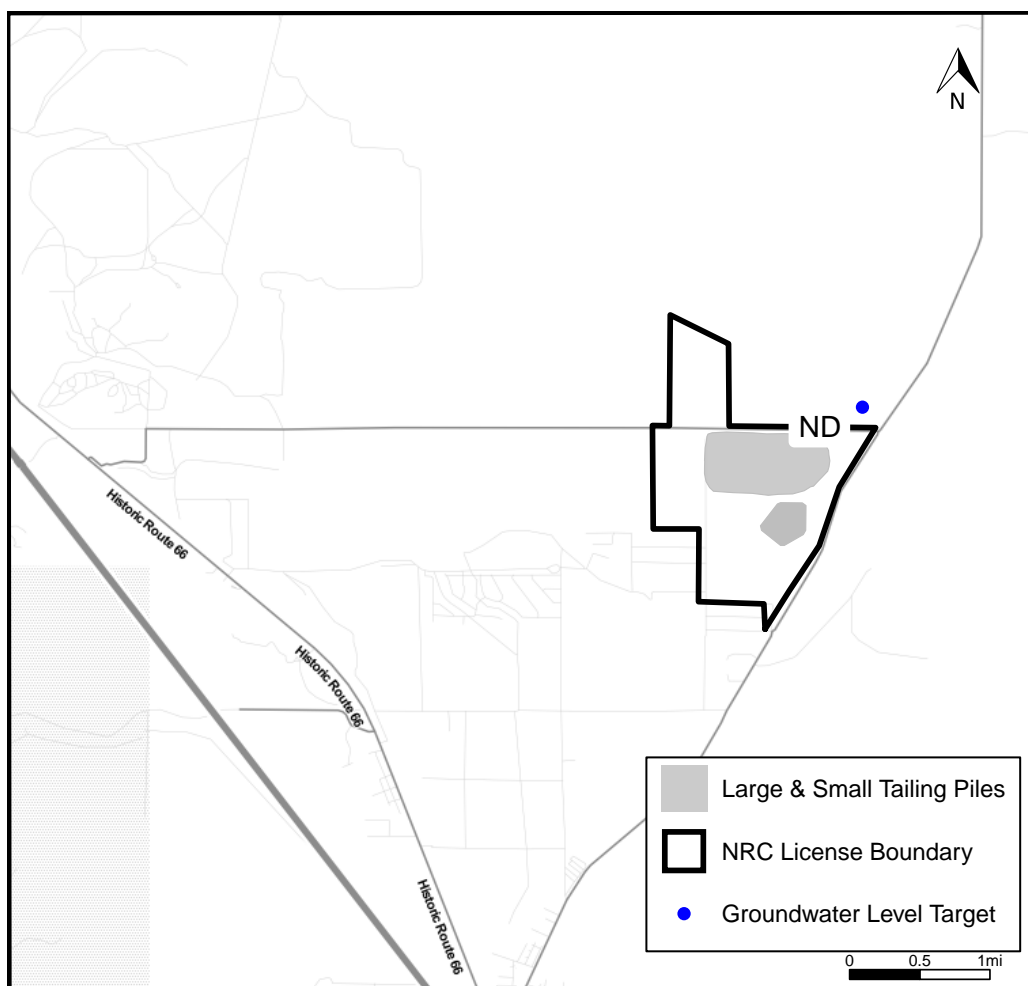 N
ND
Historic Route 66
Historic Route 66
Historic Route 66
Large & Small Tailing Piles
NRC License Boundary
Groundwater Level Target
0 0.5 1mi